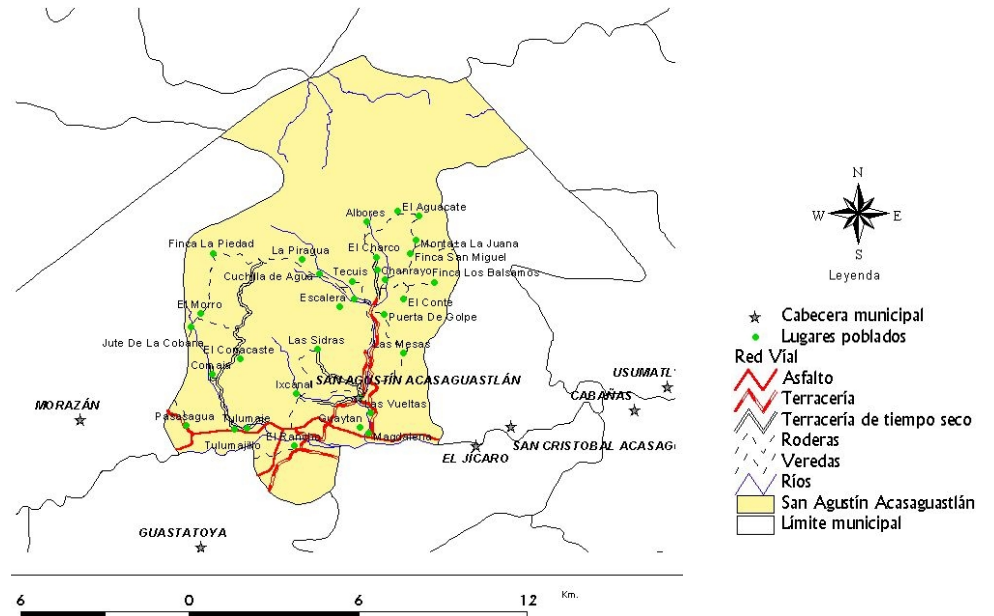 El Aguacate
Albores
Finca La Piedad
La Piragua
El Charco
Finca San Miguel
Cuchilla de Agua
Tecuis
Chanrayo
Finca Los Balsamos
Escalera
El Conte
El Morro
Puerta De Golpe
Jute De La Cobana
Las Sidras
Las Mesas
El Conacaste
Comaja
Ixcanal
SAN AGUSTÍN ACASAGUASTLÁN
USUMATL
CABAÑAS
MORAZÁN
Las Vueltas
Pasasagua
Tulumaje
Guaytan
Tulumajillo
El Rancho
Magdalena
SAN CRISTOBAL ACASAG
EL JÍCARO
GUASTATOYA
N
W
E
S
Leyenda
Cabecera municipal
Lugares poblados
Red Víal
Asfalto
Terracería
Terracería de tiempo seco
Roderas
Veredas
Ríos
San Agustín Acasaguastlán
Límite municipal
6 0 6 12 Km.